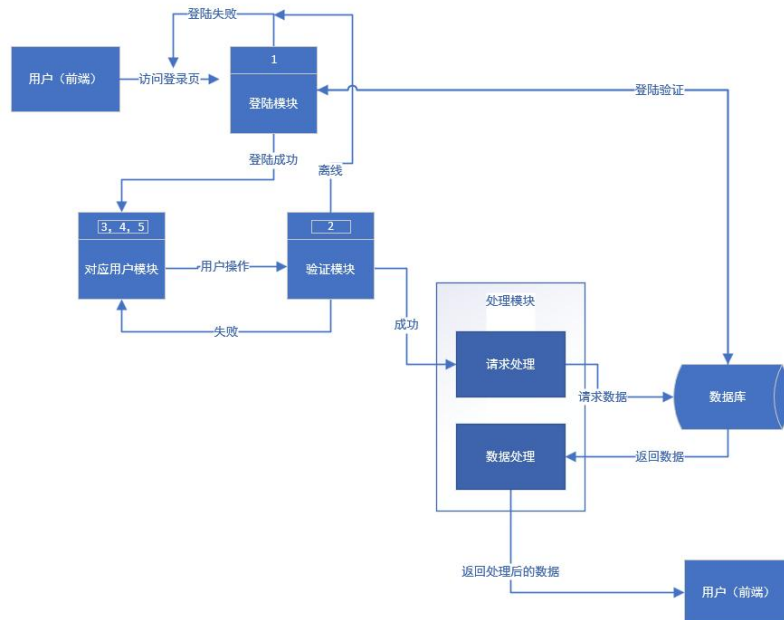 登陆失败
1
用户（前端）
访问登录页
登陆模块
登陆验证
登陆成功
离线
3, 4, 5
2
对应用户模块
用户操作
验证模块
处理模块
成功
失败
请求处理
请求数据
数据库
数据处理
返回数据
返回处理后的数据
用户（前端）